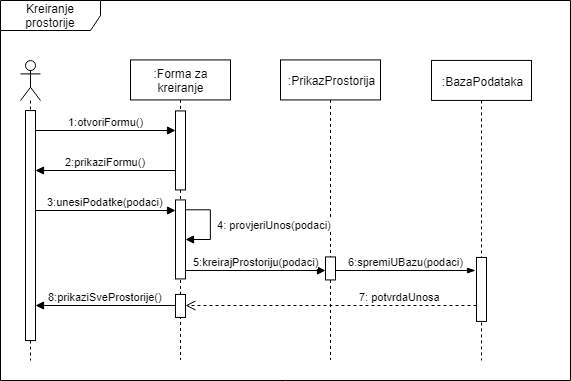 Kreiranje
prostorije
:Forma za
kreiranje
:PrikazProstorija
:BazaPodataka
1:otvoriFormu()
2:prikaziFormu()
3:unesiPodatke(podaci)
4: provjeriUnos(podaci)
5:kreirajProstoriju(podaci)
6:spremiUBazu(podaci)
7: potvrdaUnosa
8:prikaziSveProstorije()